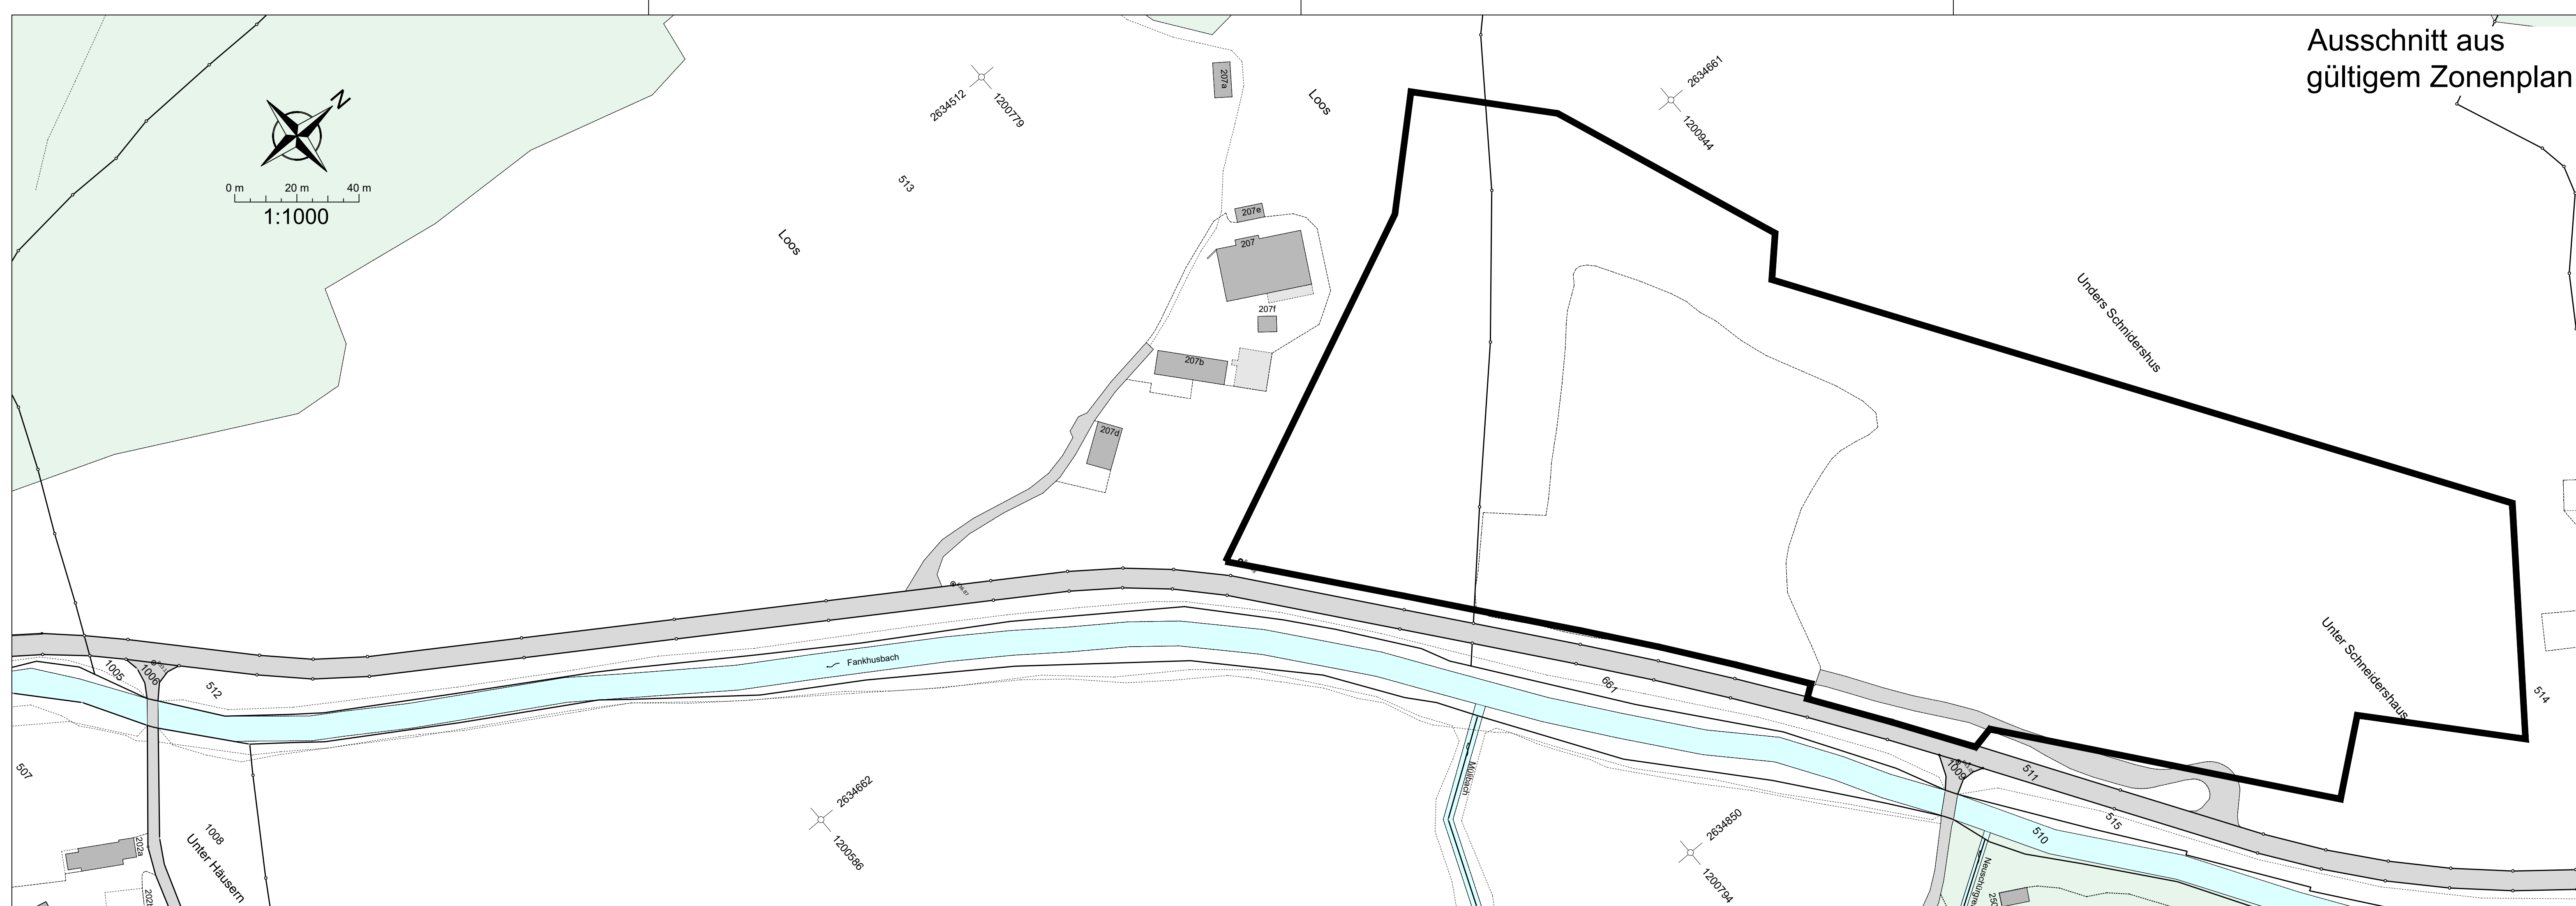 Ausschnitt aus
gültigem Zonenplan
N
0 m 20 m 40 m
1:1000
2634512
1200779
207a
Loos
2634661
1200944
513
Loos
207e
207
207f
207b
207d
Unders Schnidershus
Unter Schneidershaus
514
Fankhusbach
1005
1006
512
661
507
1008
Unter Häusern
202a
2634662
1200586
Mülibach
2634850
1200794
1009
511
515
510